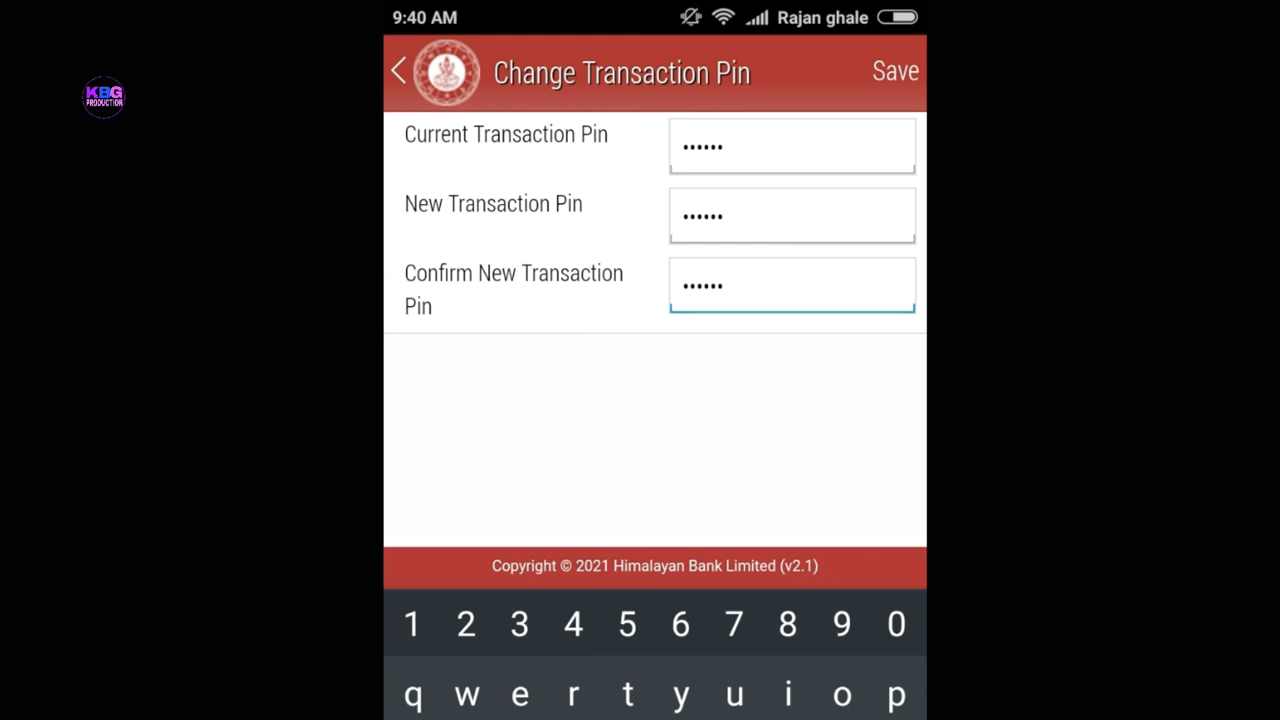 9:40 AM Rajan ghale
KBG
PRODUCTION
Change Transaction Pin Save
Current Transaction Pin ••••••
New Transaction Pin ••••••
Confirm New Transaction ••••••
Pin
Copyright © 2021 Himalayan Bank Limited (v2.1)
1 2 3 4 5 6 7 8 9 0
q w e r t y u i o p